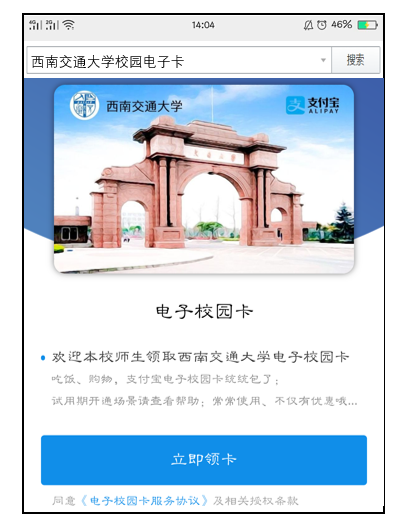 4G 2G 14:04 46%
西南交通大学校园电子卡 搜索
西南交通大学 支 支付宝
ALIPAY
电子校园卡
欢迎本校师生领取西南交通大学电子校园卡
吃饭、购物，支付宝电子校园卡统统包了；
试用期开通场景请查看帮助；常常使用、不仅有优惠哦...
立即领卡
同意《电子校园卡服务协议》及相关授权条款